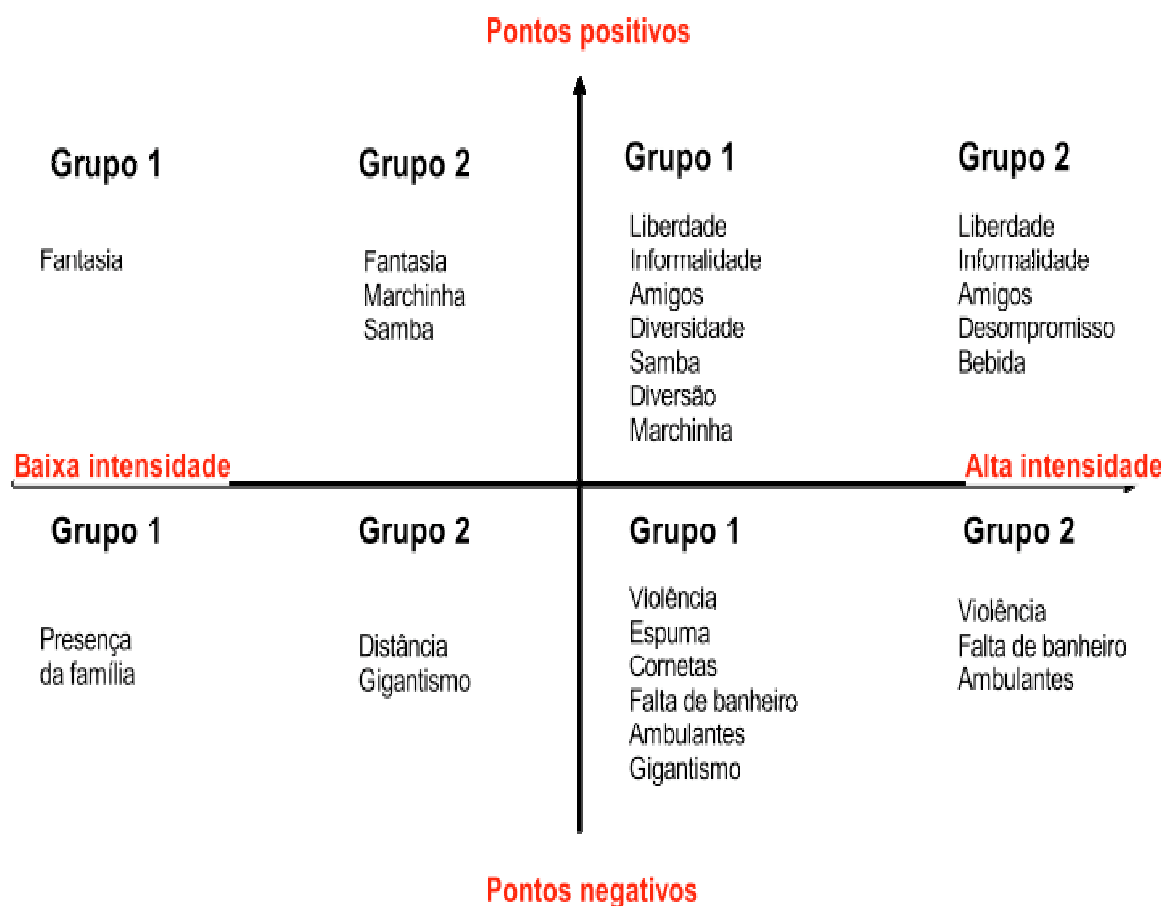 Pontos positivos
Grupo 1
Fantasia
Grupo 2
Fantasia
Marchinha
Samba
Grupo 1
Liberdade
Informalidade
Amigos
Diversidade
Samba
Diversão
Marchinha
Grupo 2
Liberdade
Informalidade
Amigos
Desompromisso
Bebida
Baixa intensidade
Alta intensidade
Grupo 1
Presença
da família
Grupo 2
Distância
Gigantismo
Grupo 1
Violência
Espuma
Cornetas
Falta de banheiro
Ambulantes
Gigantismo
Grupo 2
Violência
Falta de banheiro
Ambulantes
Pontos negativos